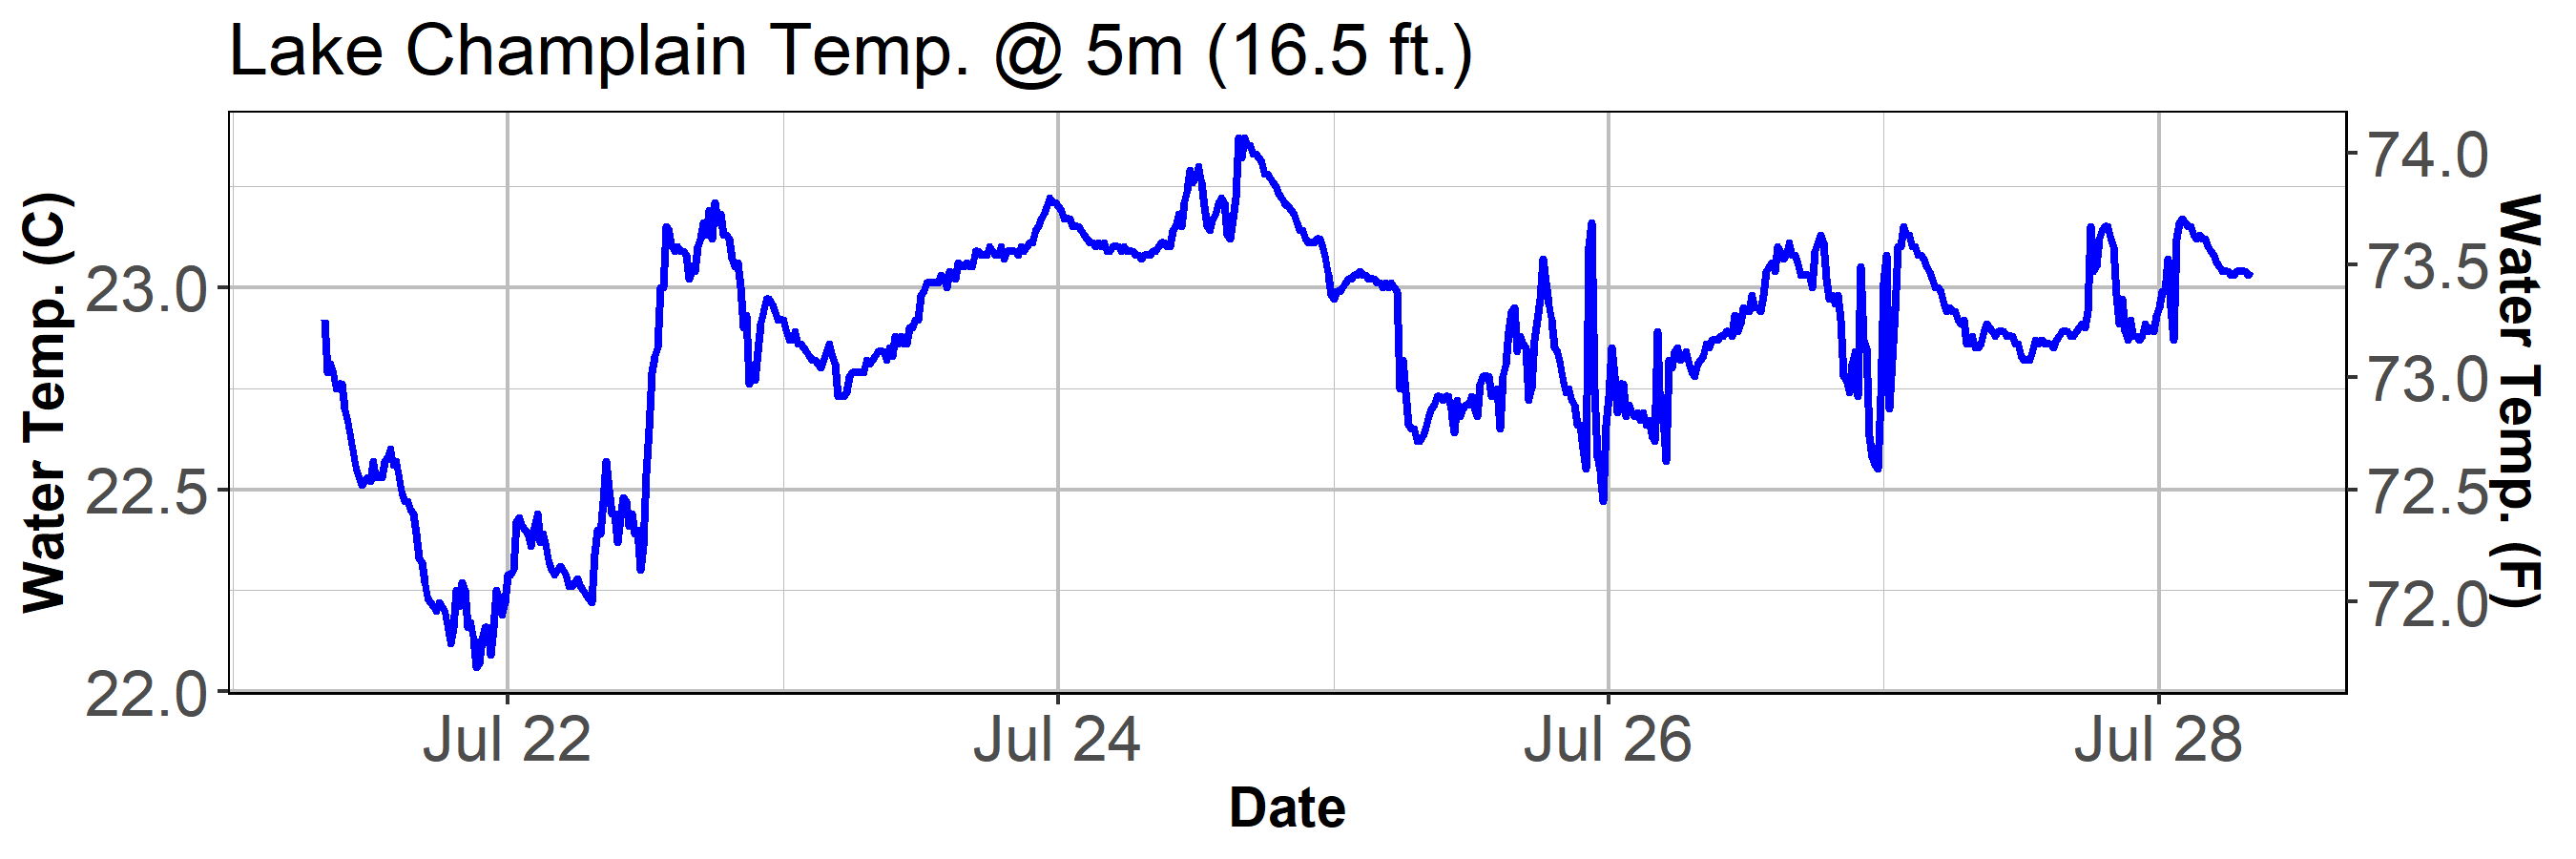 Lake Champlain Temp. @ 5m (16.5 ft.)
Water Temp. (C)
23.0
22.5
22.0
74.0
73.5
73.0
72.5
72.0
Water Temp. (F)
Jul 22
Jul 24
Jul 26
Jul 28
Date